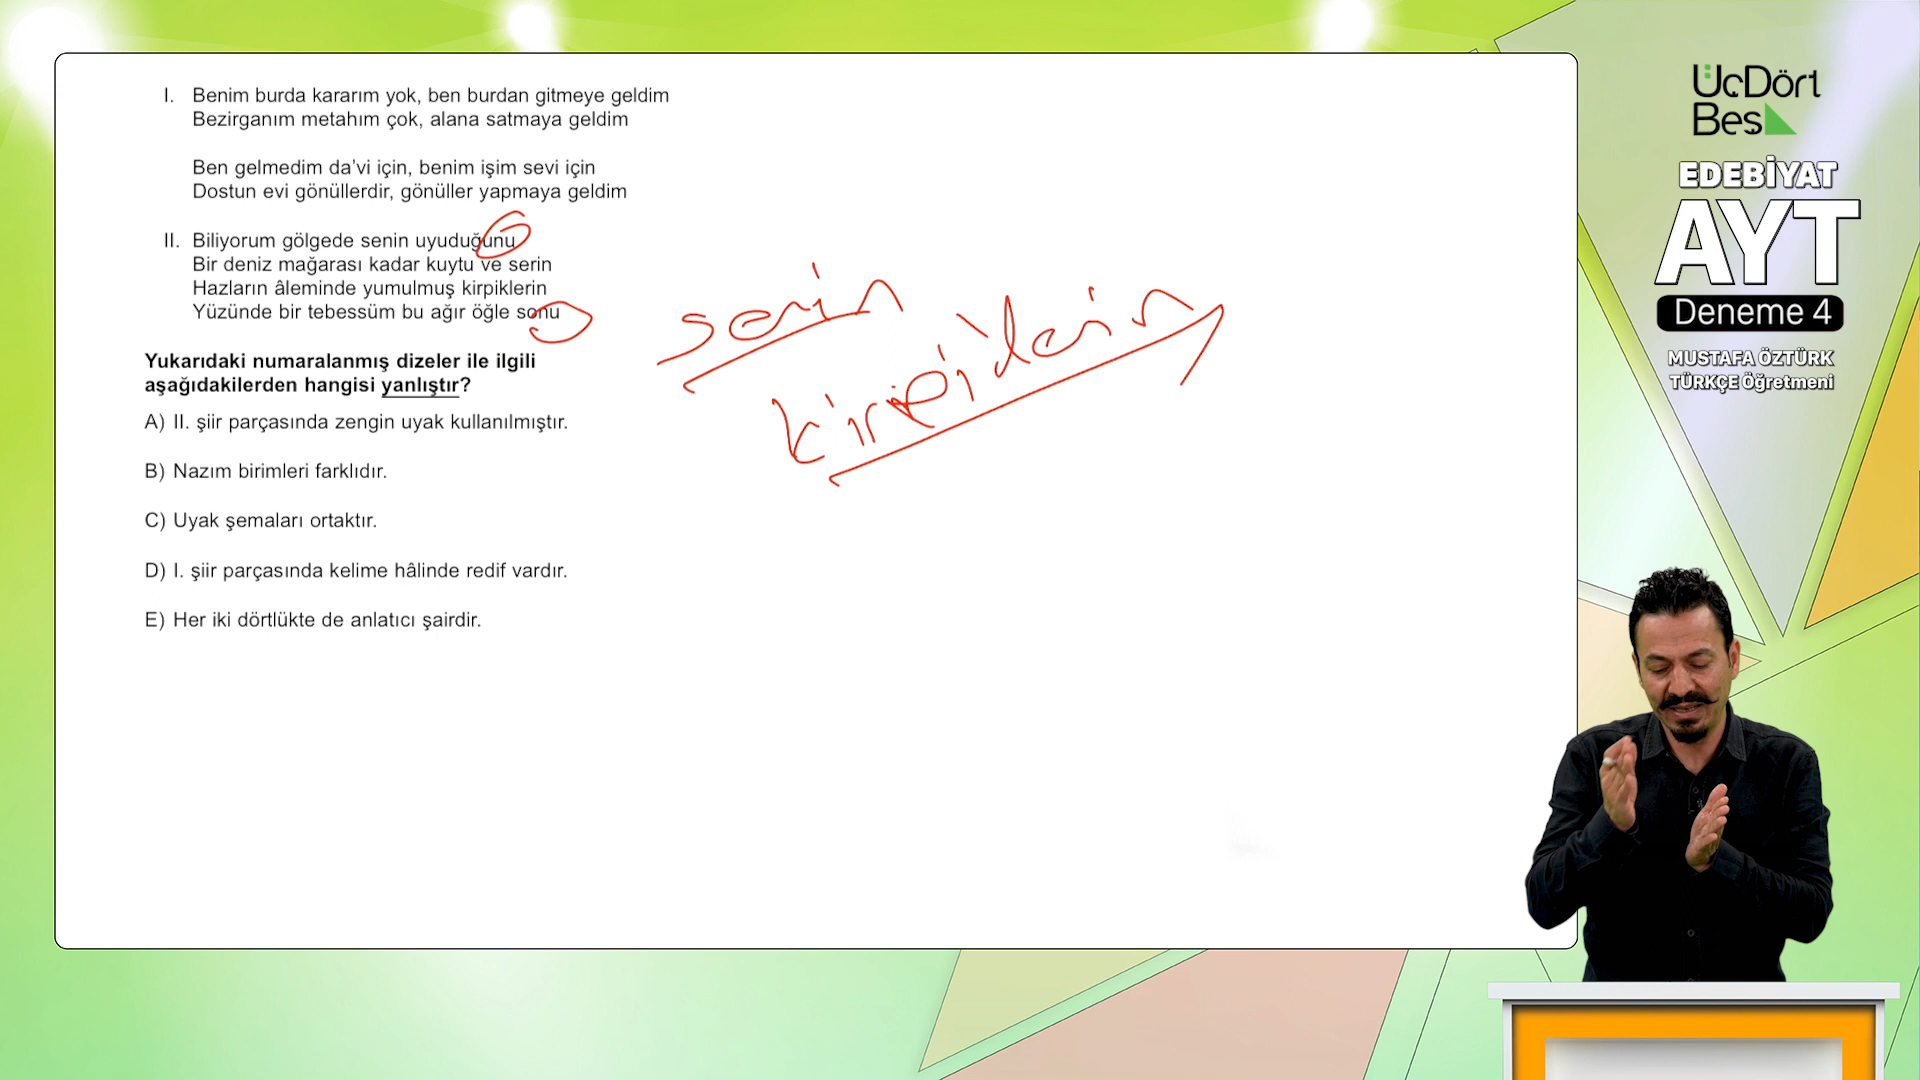 I. Benim burda kararım yok, ben burdan gitmeye geldim
Bezirganım metahım çok, alana satmaya geldim
Ben gelmedim da’vi için, benim işim sevi için
Dostun evi gönüllerdir, gönüller yapmaya geldim
II. Biliyorum gölgede senin uyuduğunu
Bir deniz mağarası kadar kuytu ve serin
Hazların âleminde yumulmuş kirpiklerin
Yüzünde bir tebessüm bu ağır öğle sonu
Yukarıdaki numaralanmış dizeler ile ilgili
aşağıdakilerden hangisi yanlıştır?
A) II. şiir parçasında zengin uyak kullanılmıştır.
B) Nazım birimleri farklıdır.
C) Uyak şemaları ortaktır.
D) I. şiir parçasında kelime hâlinde redif vardır.
E) Her iki dörtlükte de anlatıcı şairdir.
serin
ÜçDört
Beş
EDEBİYAT
AYT
Deneme 4
MUSTAFA ÖZTÜRK
TÜRKÇE Öğretmeni